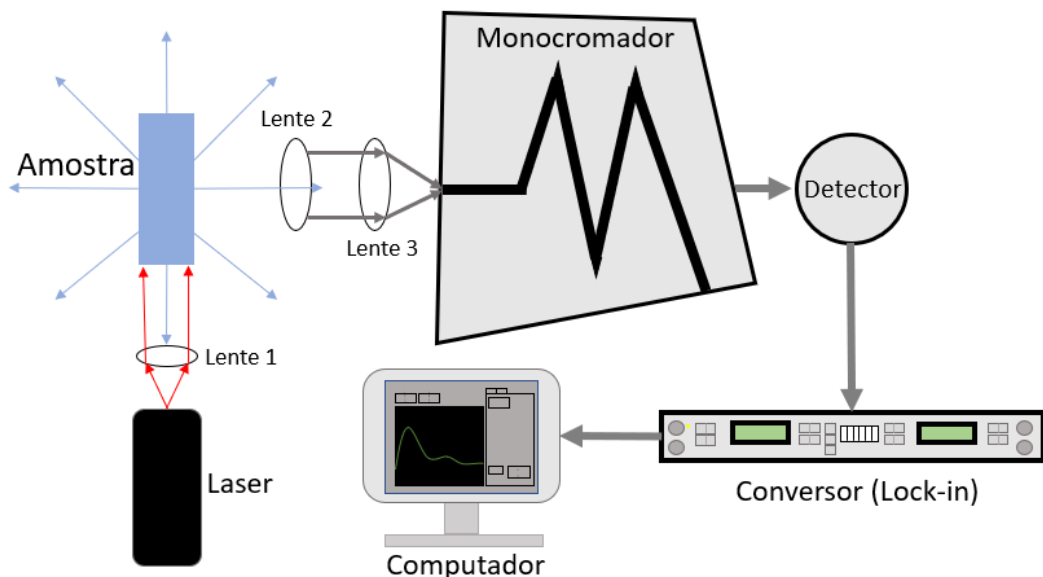 Monocromador
Lente 2
Amostra
Detector
Lente 3
Lente 1
Laser
Conversor (Lock-in)
Computador